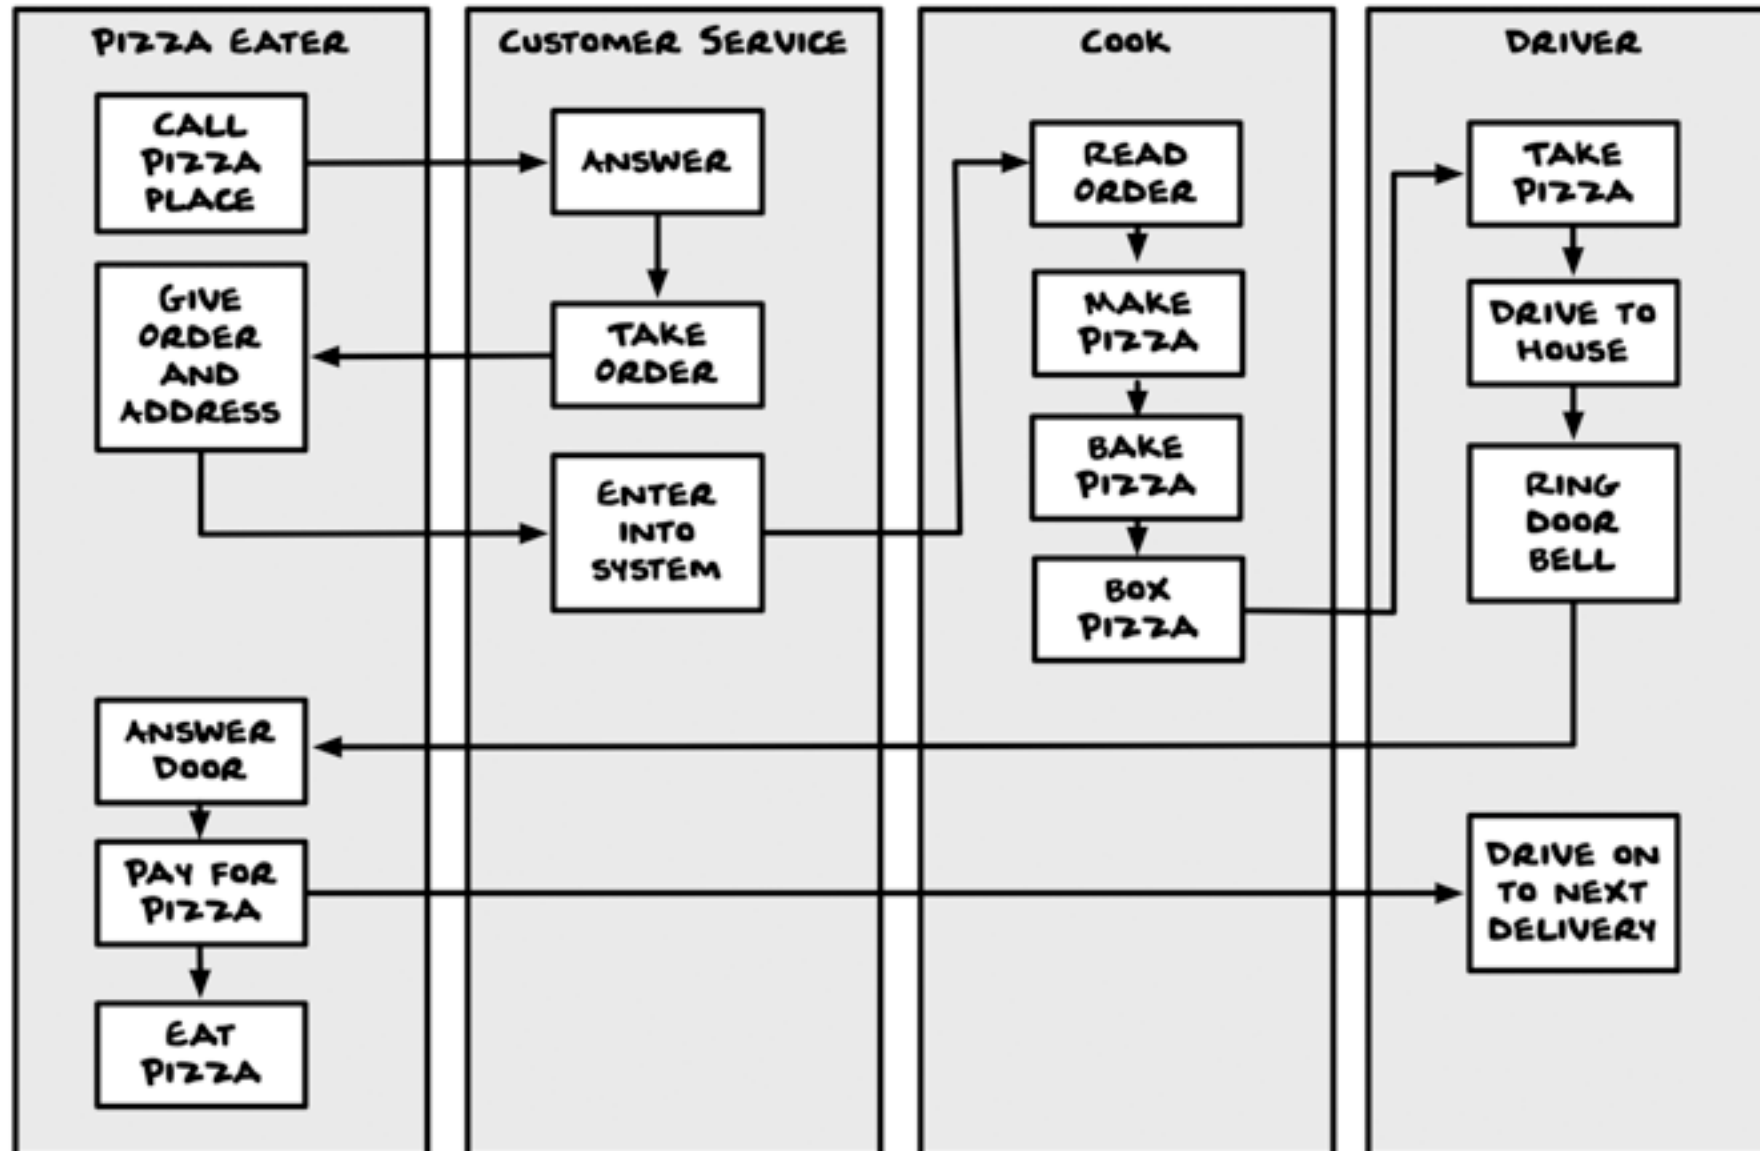 PIZZA EATER
CALL
PIZZA
PLACE
GIVE
ORDER
AND
ADDRESS
ANSWER
DOOR
PAY FOR
PIZZA
EAT
PIZZA
CUSTOMER SERVICE
ANSWER
TAKE
ORDER
ENTER
INTO
SYSTEM
COOK
READ
ORDER
MAKE
PIZZA
BAKE
PIZZA
BOX
PIZZA
DRIVER
TAKE
PIZZA
DRIVE TO
HOUSE
RING
DOOR
BELL
DRIVE ON
TO NEXT
DELIVERY